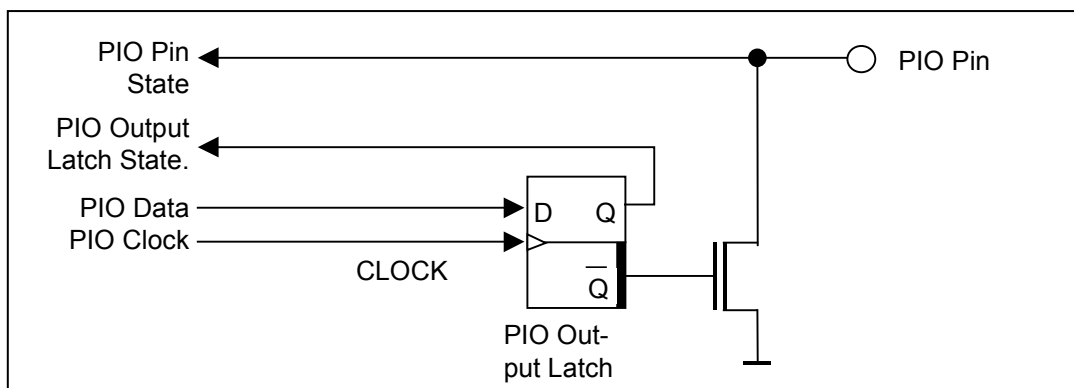 PIO Pin
State
PIO Pin
PIO Output
Latch State.
PIO Data
PIO Clock
CLOCK
D
Q
Q̅
PIO Out-
put Latch